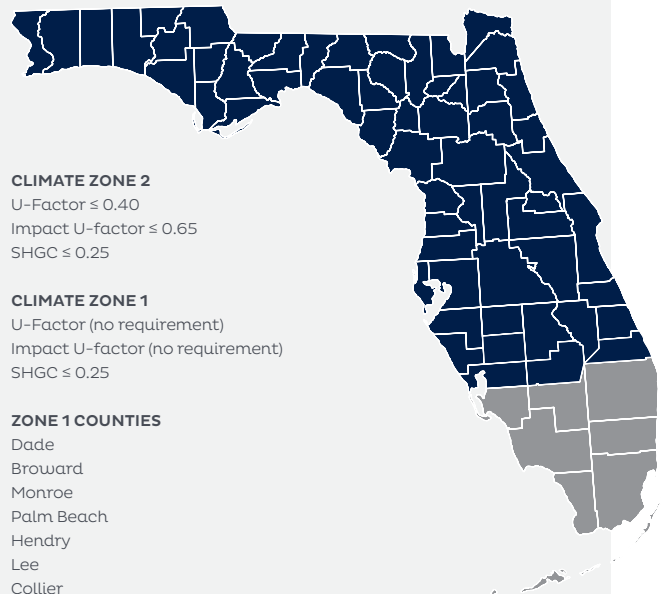 CLIMATE ZONE 2
U-Factor ≤ 0.40
Impact U-factor ≤ 0.65
SHGC ≤ 0.25
CLIMATE ZONE 1
U-Factor (no requirement)
Impact U-factor (no requirement)
SHGC ≤ 0.25
ZONE 1 COUNTIES
Dade
Broward
Monroe
Palm Beach
Hendry
Lee
Collier